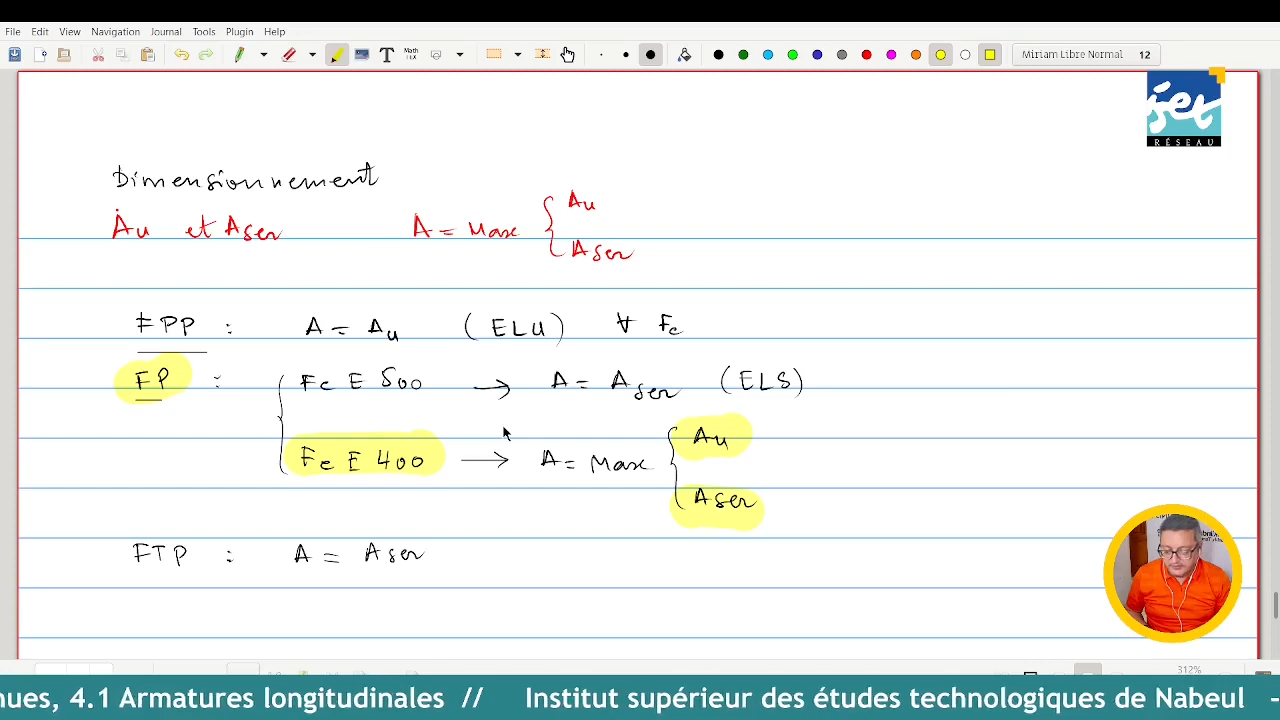 File Edit View Navigation Journal Tools Plugin Help
Miriam Libre Normal 12
iset
RÉSEAU
Dimensionnement
Au et Aser A = Max { Au
Aser
FPP : A = Au (ELU) ∀ Fe
FP : { Fe E 500 → A = Aser (ELS)
Fe E 400 → A = Max { Au
Aser
FTP : A = Aser
312%
nues, 4.1 Armatures longitudinales // Institut supérieur des études technologiques de Nabeul -